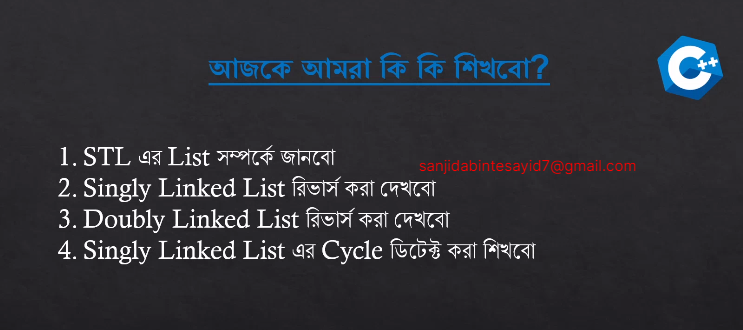 আজকে আমরা কি কি শিখবো?
C++
1. STL এর List সম্পর্কে জানবো
sanjidabintesayid7@gmail.com
2. Singly Linked List রিভার্স করা দেখবো
3. Doubly Linked List রিভার্স করা দেখবো
4. Singly Linked List এর Cycle ডিটেক্ট করা শিখবো